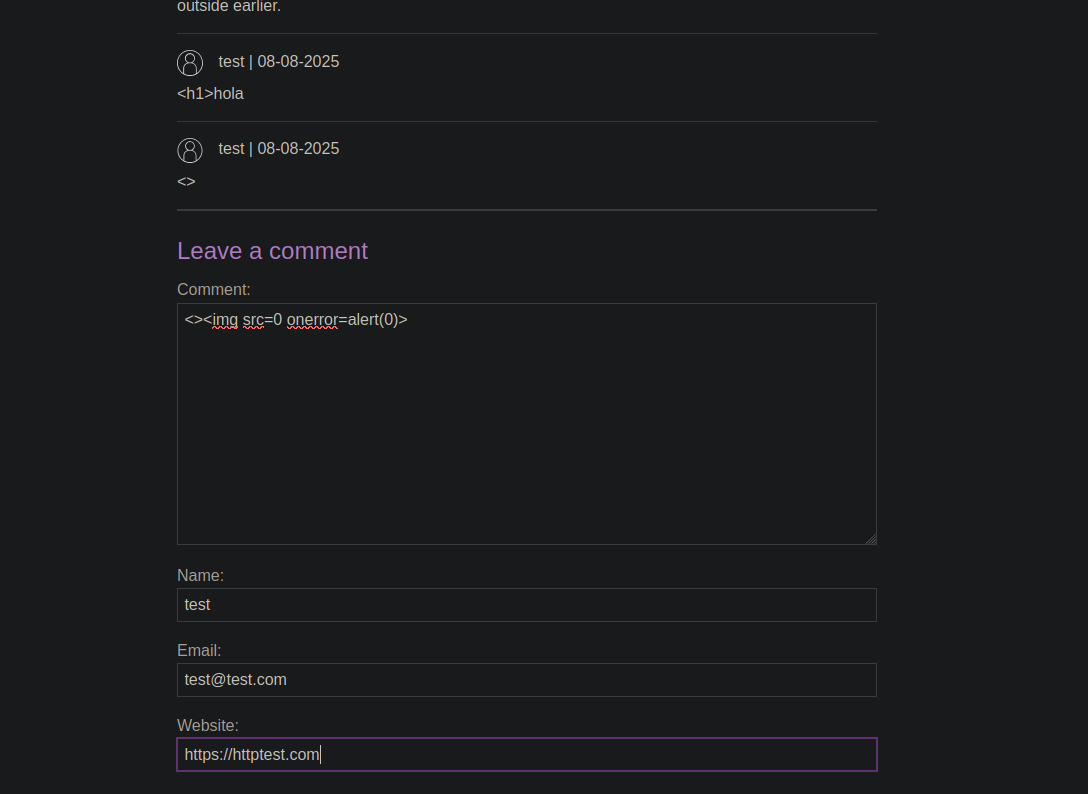 outside earlier.
test | 08-08-2025
<h1>hola
test | 08-08-2025
<>
Leave a comment
Comment:
<><img src=0 onerror=alert(0)>
Name:
test
Email:
test@test.com
Website:
https://httptest.com